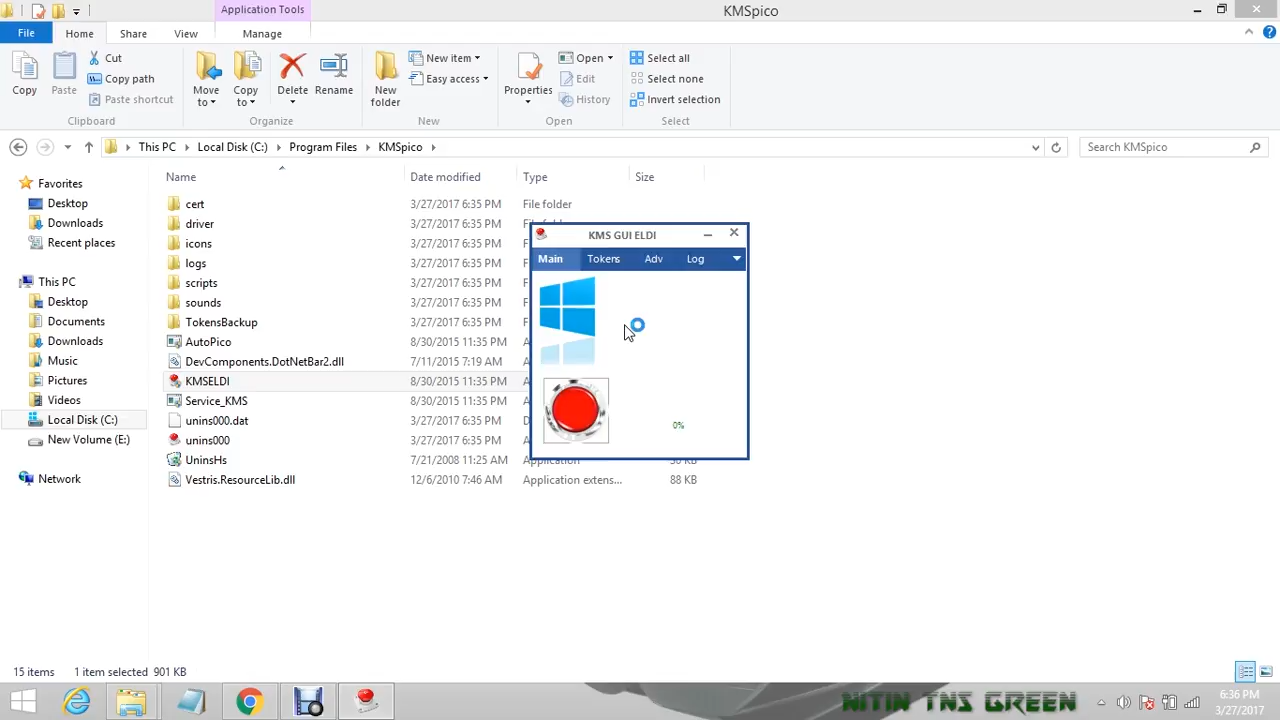 Application Tools
KMSpico
File
Home
Share
View
Manage
Copy
Paste
Cut
Copy path
Paste shortcut
Move to
Copy to
Delete
Rename
New folder
New item
Easy access
Properties
Open
Edit
History
Select all
Select none
Invert selection
Clipboard
Organize
New
Open
Select
This PC
Local Disk (C:)
Program Files
KMSpico
Search KMSpico
Favorites
Desktop
Downloads
Recent places
This PC
Desktop
Documents
Downloads
Music
Pictures
Videos
Local Disk (C:)
New Volume (E:)
Network
Name Date modified Type Size
cert 3/27/2017 6:35 PM File folder
driver 3/27/2017 6:35 PM
icons 3/27/2017 6:35 PM
logs 3/27/2017 6:35 PM
scripts 3/27/2017 6:35 PM
sounds 3/27/2017 6:35 PM
TokensBackup 3/27/2017 6:35 PM
AutoPico 8/30/2015 11:35 PM
DevComponents.DotNetBar2.dll 7/11/2015 7:19 AM
KMSELDI 8/30/2015 11:35 PM
Service_KMS 8/30/2015 11:35 PM
unins000.dat 3/27/2017 6:35 PM
unins000 3/27/2017 6:35 PM
UninsHs 7/21/2008 11:25 AM Application
Vestris.ResourceLib.dll 12/6/2010 7:46 AM Application extens... 88 KB
KMS GUI ELDI
Main Tokens Adv Log
0%
15 items 1 item selected 901 KB
NITIN TNS GREEN
6:36 PM
3/27/2017